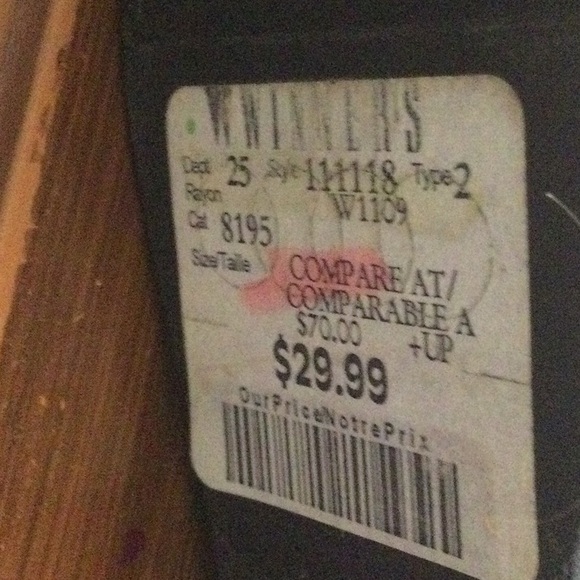 WINNERS
Dept 25 Style 111118 Type 2
Rayon W1109
Cat 8195
Size/Taille
COMPARE AT/
COMPARABLE A
$70.00 +UP
$29.99
OurPriceNotrePrix